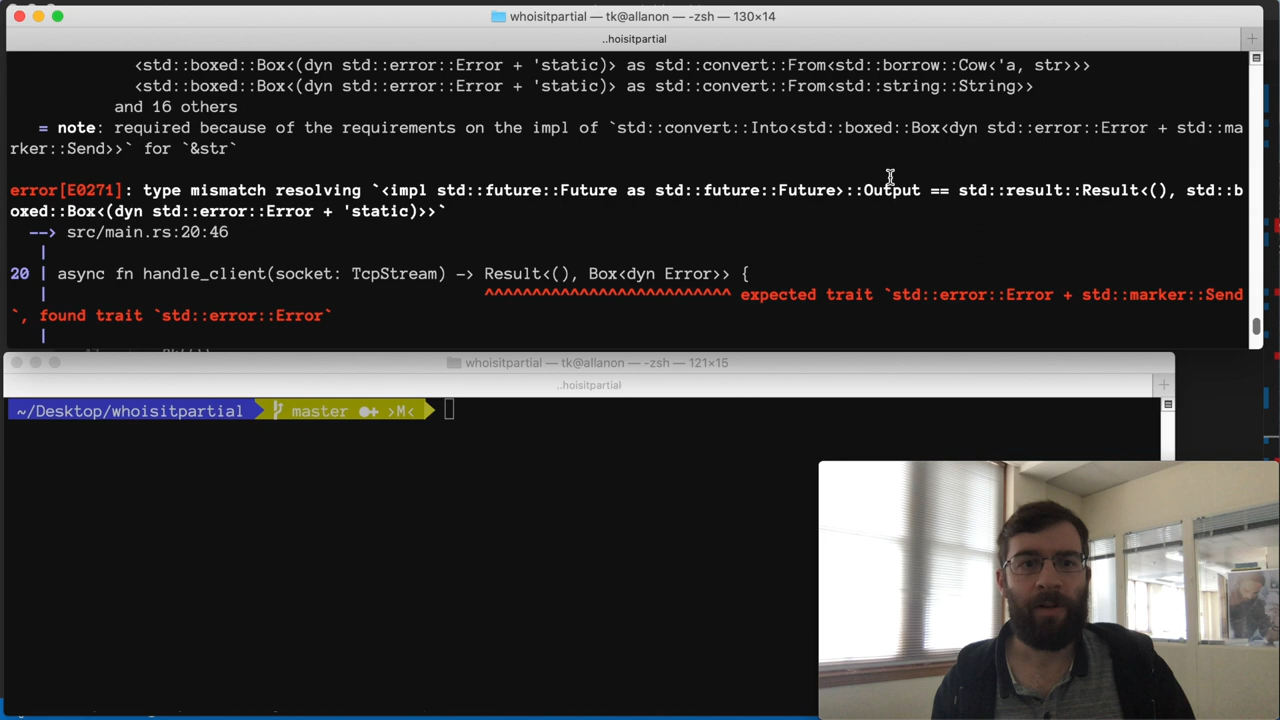 whoisitpartial — tk@allanon — -zsh — 130×14
..hoisitpartial
<std::boxed::Box<(dyn std::error::Error + 'static)> as std::convert::From<std::borrow::Cow<'a, str>>>
<std::boxed::Box<(dyn std::error::Error + 'static)> as std::convert::From<std::string::String>>
and 16 others
= note: required because of the requirements on the impl of `std::convert::Into<std::boxed::Box<dyn std::error::Error + std::ma
rker::Send>>` for `&str`
error[E0271]: type mismatch resolving `<impl std::future::Future as std::future::Future>::Output == std::result::Result<(), std::b
oxed::Box<(dyn std::error::Error + 'static)>>`
--> src/main.rs:20:46
|
20 | async fn handle_client(socket: TcpStream) -> Result<(), Box<dyn Error>> {
| ^^^^^^^^^^^^^^^^^^^^^^^^^^ expected trait `std::error::Error + std::marker::Send
`, found trait `std::error::Error`
|
whoisitpartial — tk@allanon — -zsh — 121×15
..hoisitpartial
~/Desktop/whoisitpartial master ●✚ >M<